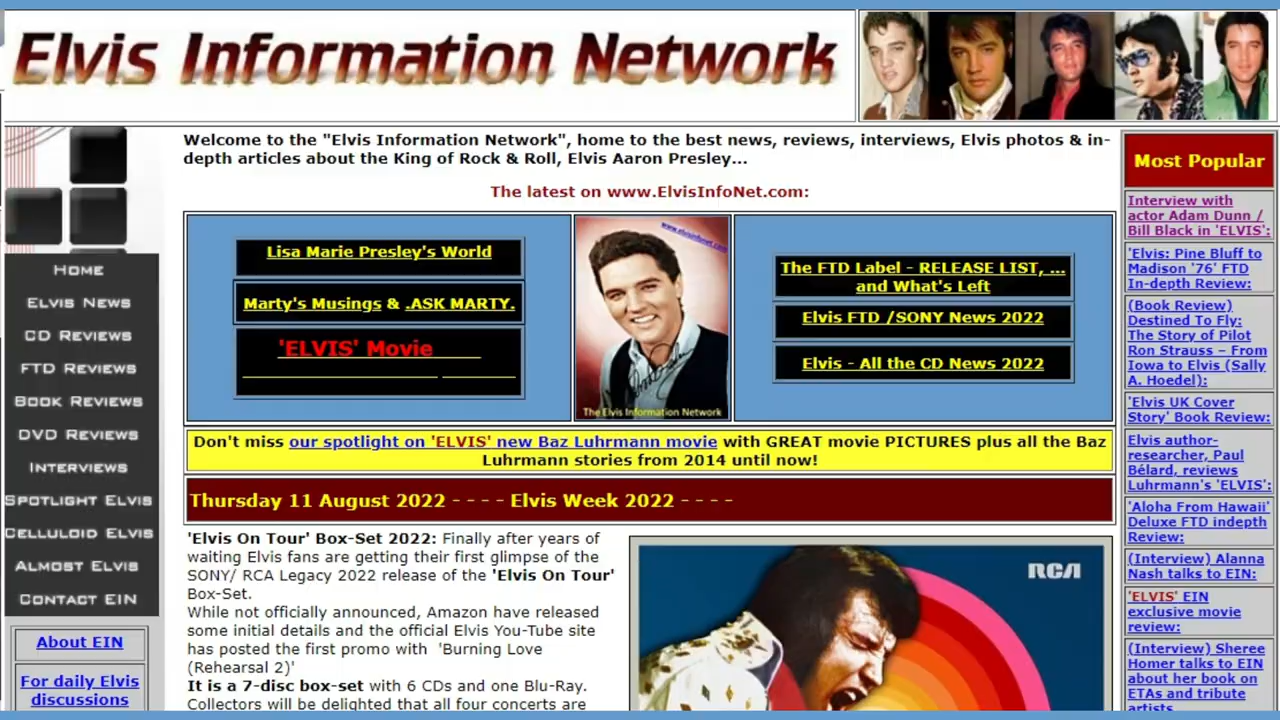 Elvis Information Network
HOME
ELVIS NEWS
CD REVIEWS
FTD REVIEWS
BOOK REVIEWS
DVD REVIEWS
INTERVIEWS
SPOTLIGHT ELVIS
CELLULOID ELVIS
ALMOST ELVIS
CONTACT EIN
About EIN
For daily Elvis
discussions
Welcome to the "Elvis Information Network", home to the best news, reviews, interviews, Elvis photos & in-
depth articles about the King of Rock & Roll, Elvis Aaron Presley...
The latest on www.ElvisInfoNet.com:
Lisa Marie Presley's World
Marty's Musings & .ASK MARTY.
'ELVIS' Movie
www.elvisinfonet.com
The Elvis Information Network
The FTD Label - RELEASE LIST, ...
and What's Left
Elvis FTD /SONY News 2022
Elvis - All the CD News 2022
Don't miss our spotlight on 'ELVIS' new Baz Luhrmann movie with GREAT movie PICTURES plus all the Baz
Luhrmann stories from 2014 until now!
Thursday 11 August 2022 - - - - Elvis Week 2022 - - - -
'Elvis On Tour' Box-Set 2022: Finally after years of
waiting Elvis fans are getting their first glimpse of the
SONY/ RCA Legacy 2022 release of the 'Elvis On Tour'
Box-Set.
While not officially announced, Amazon have released
some initial details and the official Elvis You-Tube site
has posted the first promo with 'Burning Love
(Rehearsal 2)'
It is a 7-disc box-set with 6 CDs and one Blu-Ray.
Collectors will be delighted that all four concerts are
RCA
Most Popular
Interview with
actor Adam Dunn /
Bill Black in 'ELVIS':
'Elvis: Pine Bluff to
Madison '76' FTD
In-depth Review:
(Book Review)
Destined To Fly:
The Story of Pilot
Ron Strauss – From
Iowa to Elvis (Sally
A. Hoedel):
'Elvis UK Cover
Story' Book Review:
Elvis author-
researcher, Paul
Bélard, reviews
Luhrmann's 'ELVIS':
'Aloha From Hawaii'
Deluxe FTD indepth
Review:
(Interview) Alanna
Nash talks to EIN:
'ELVIS' EIN
exclusive movie
review:
(Interview) Sheree
Homer talks to EIN
about her book on
ETAs and tribute
artists